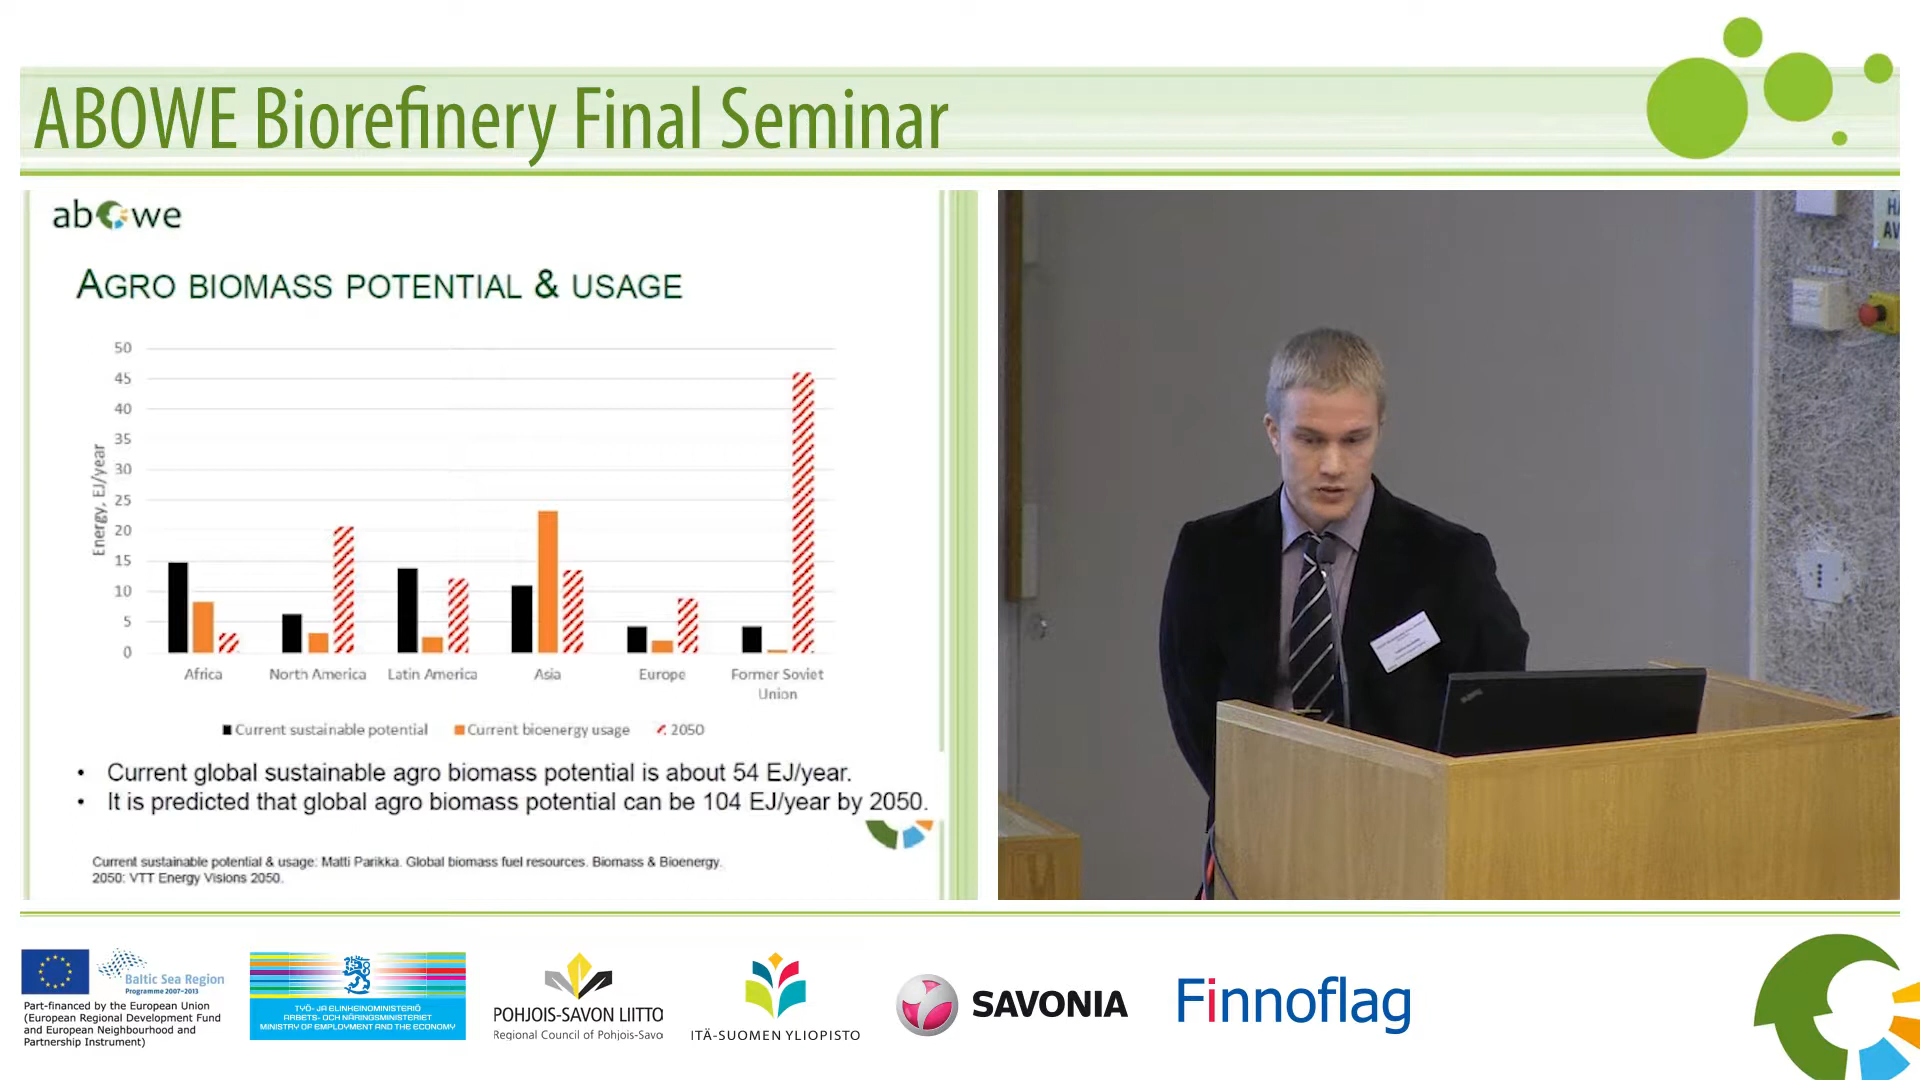 ABOWE Biorefinery Final Seminar
abowe
AGRO BIOMASS POTENTIAL & USAGE
Energy, EJ/year
50
45
40
35
30
25
20
15
10
5
0
Africa
North America
Latin America
Asia
Europe
Former Soviet
Union
Current sustainable potential
Current bioenergy usage
2050
• Current global sustainable agro biomass potential is about 54 EJ/year.
• It is predicted that global agro biomass potential can be 104 EJ/year by 2050.
Current sustainable potential & usage: Matti Parikka. Global biomass fuel resources. Biomass & Bioenergy.
2050: VTT Energy Visions 2050.
Baltic Sea Region
Programme 2007-2013
Part-financed by the European Union
(European Regional Development Fund
and European Neighbourhood and
Partnership Instrument)
TYÖ- JA ELINKEINOMINISTERIÖ
ARBETS- OCH NÄRINGSMINISTERIET
MINISTRY OF EMPLOYMENT AND THE ECONOMY
POHJOIS-SAVON LIITTO
Regional Council of Pohjois-Savo
ITÄ-SUOMEN YLIOPISTO
SAVONIA
Finnoflag